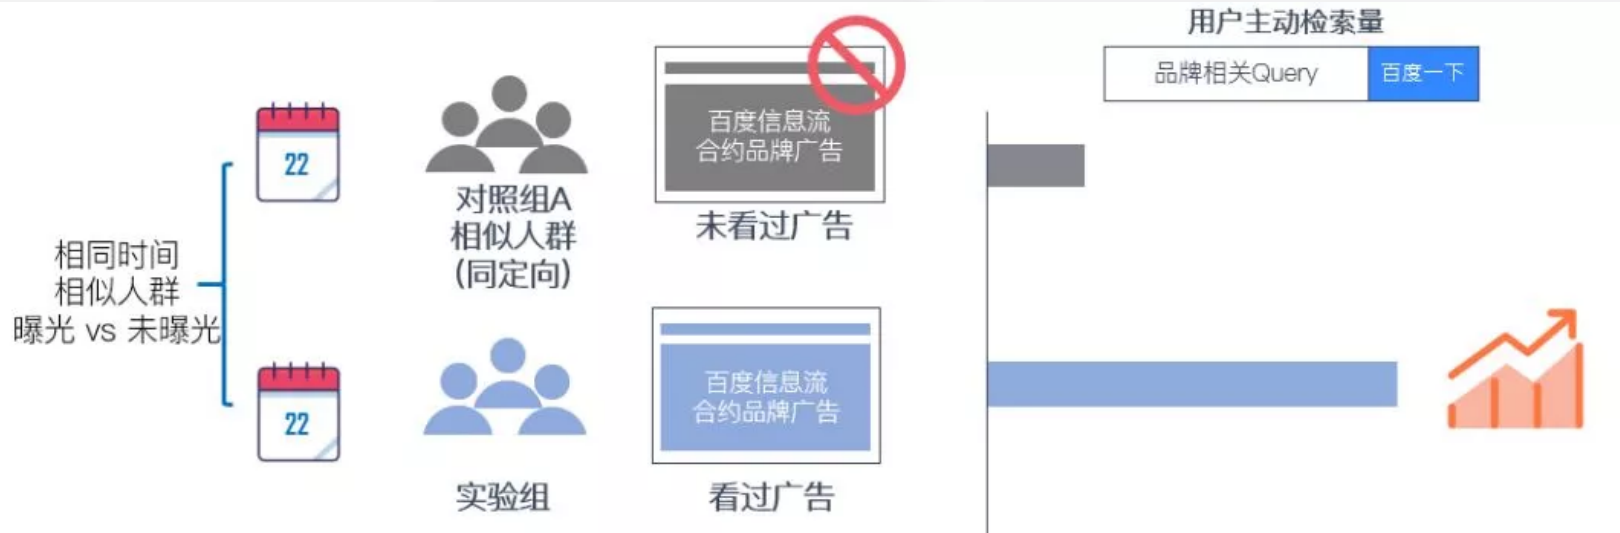 用户主动检索量
品牌相关Query
百度一下
22
百度信息流
合约品牌广告
对照组A
相似人群
(同定向)
未看过广告
相同时间
相似人群
曝光 vs 未曝光
22
百度信息流
合约品牌广告
实验组
看过广告